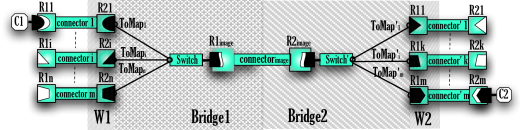 R11 R21 R11 R21
C1 connector 1 ToMap1 ToMap'1 connector' 1
R1i R2i ToMapi Switch R1image connectorimage R2image Switch' ToMap'i R1k R2k
connector i connector' k
R1n R2n ToMapn ToMap'n R1m R2m
connector m connector' m C2
W1 Bridge1 Bridge2 W2